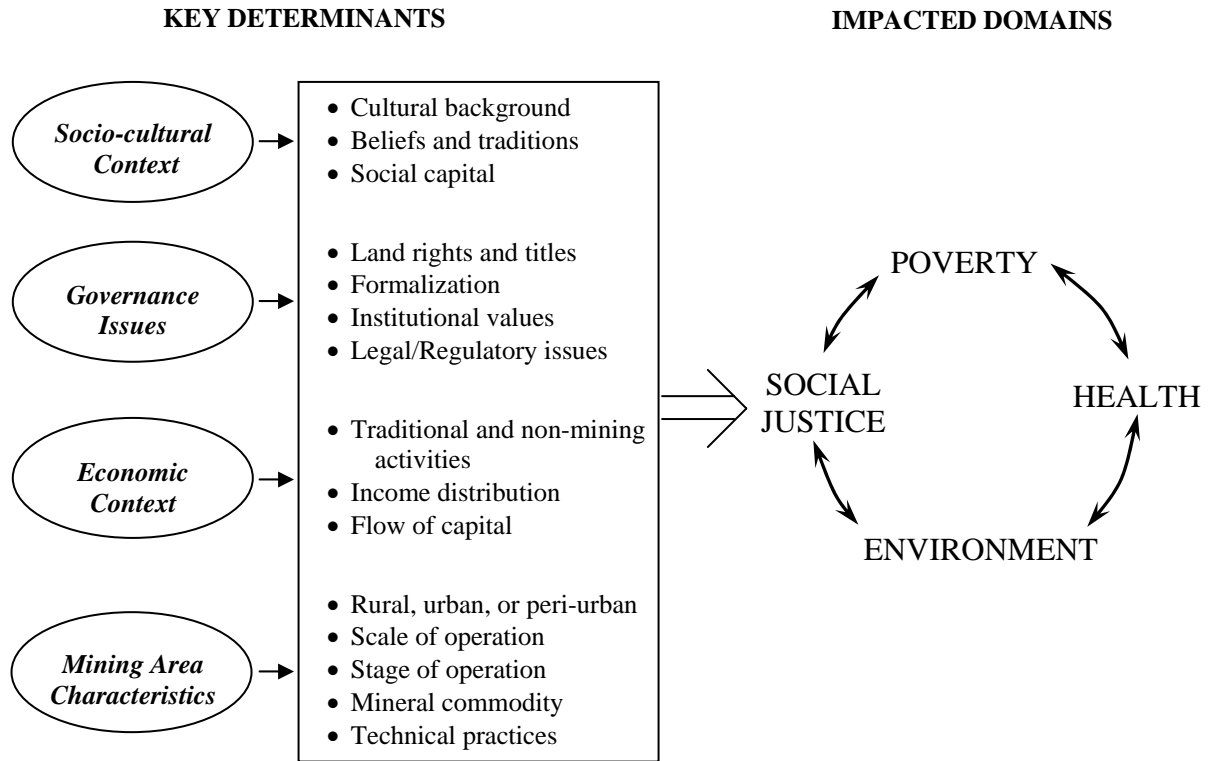 KEY DETERMINANTS
IMPACTED DOMAINS
Socio-cultural
Context
• Cultural background
• Beliefs and traditions
• Social capital
Governance
Issues
• Land rights and titles
• Formalization
• Institutional values
• Legal/Regulatory issues
Economic
Context
• Traditional and non-mining
activities
• Income distribution
• Flow of capital
Mining Area
Characteristics
• Rural, urban, or peri-urban
• Scale of operation
• Stage of operation
• Mineral commodity
• Technical practices
POVERTY
SOCIAL
JUSTICE
HEALTH
ENVIRONMENT